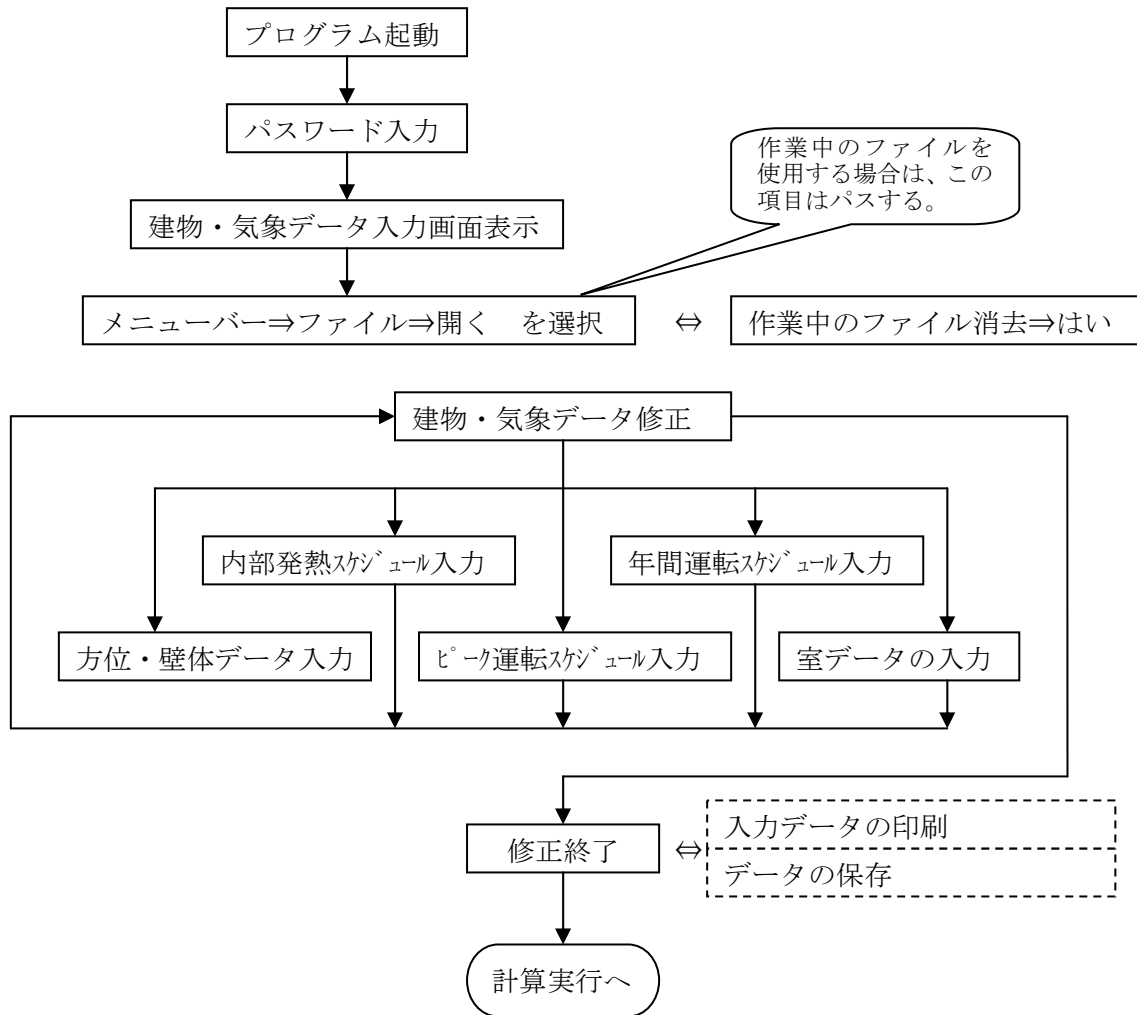 プログラム起動
パスワード入力
作業中のファイルを
使用する場合は、この
項目はパスする。
建物・気象データ入力画面表示
メニューバー⇒ファイル⇒開く　を選択
⇔
作業中のファイル消去⇒はい
建物・気象データ修正
内部発熱ｽｹｼﾞｭｰﾙ入力
年間運転ｽｹｼﾞｭｰﾙ入力
方位・壁体データ入力
ﾋﾟｰｸ運転ｽｹｼﾞｭｰﾙ入力
室データの入力
修正終了
⇔
入力データの印刷
データの保存
計算実行へ